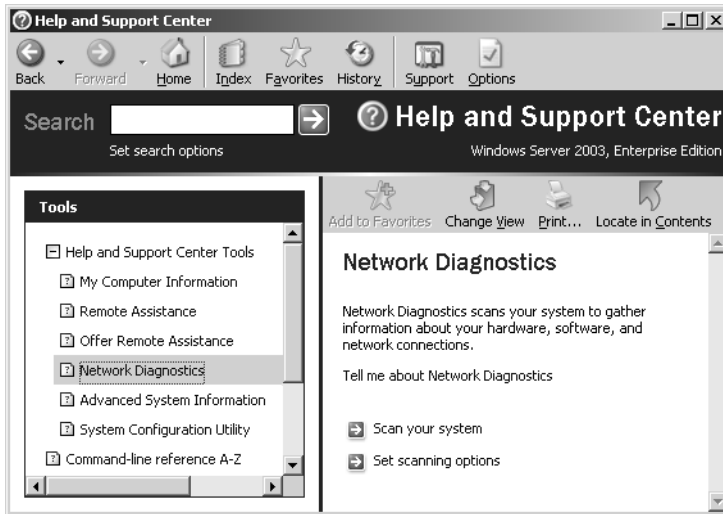 Help and Support Center
Back Forward Home Index Favorites History Support Options
Search
Set search options
Help and Support Center
Windows Server 2003, Enterprise Edition
Tools
Help and Support Center Tools
My Computer Information
Remote Assistance
Offer Remote Assistance
Network Diagnostics
Advanced System Information
System Configuration Utility
Command-line reference A-Z
Add to Favorites Change View Print... Locate in Contents
Network Diagnostics
Network Diagnostics scans your system to gather
information about your hardware, software, and
network connections.
Tell me about Network Diagnostics
Scan your system
Set scanning options